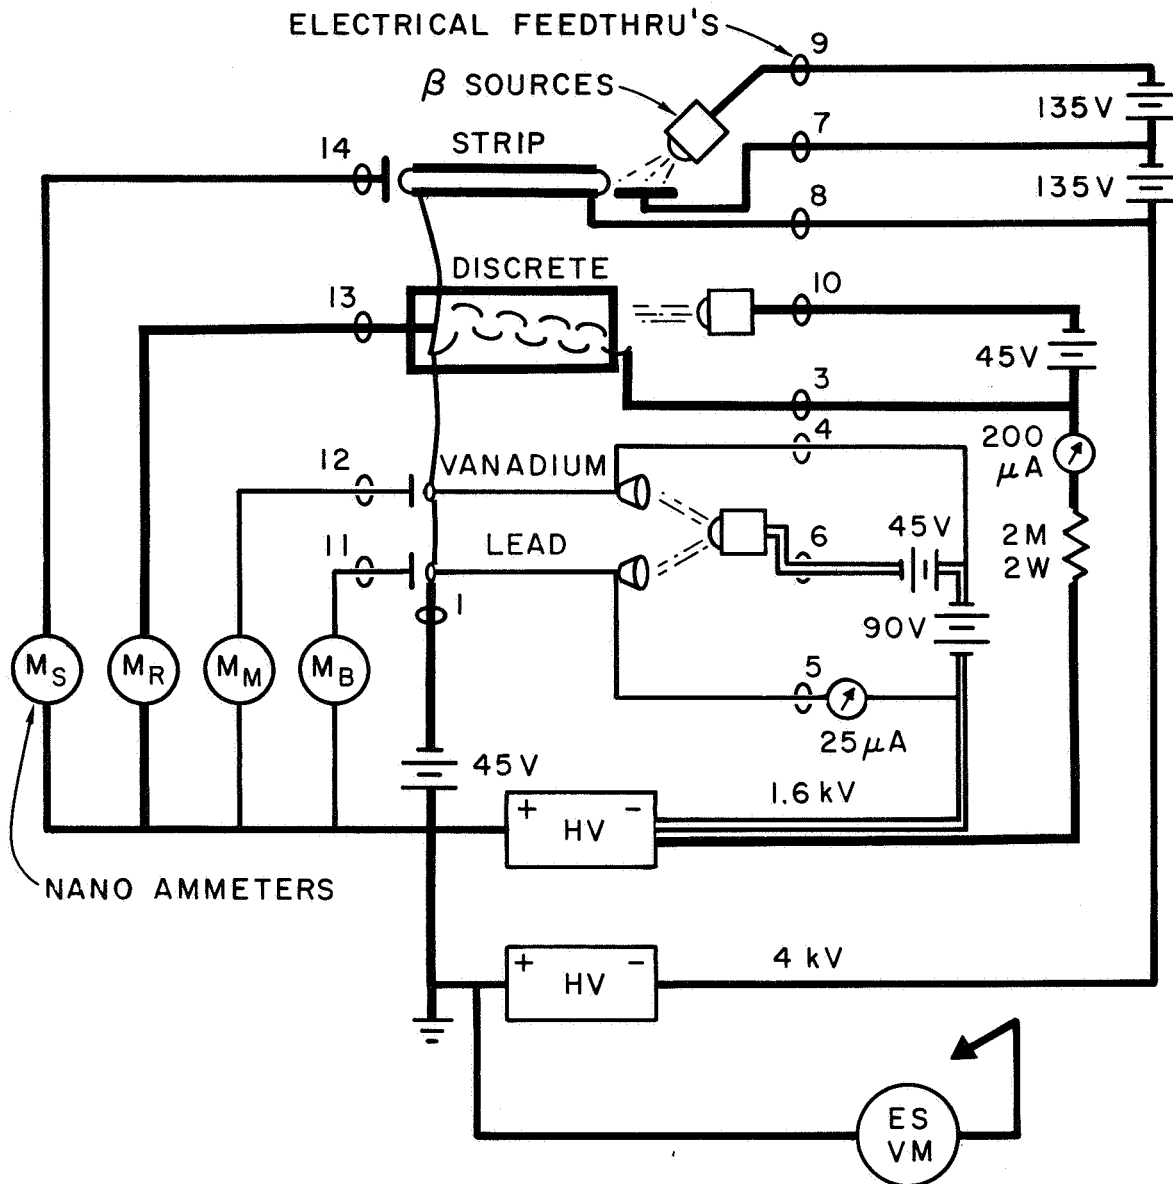 ELECTRICAL FEEDTHRU'S
9
β SOURCES
135V
14
STRIP
7
135V
8
DISCRETE
13
10
45V
3
4
200
μA
12
VANADIUM
11
LEAD
6
45V
2M
2W
1
90V
MS
MR
MM
MB
5
25μA
45V
1.6 kV
+ HV −
NANO AMMETERS
+ HV −
4 kV
ES
VM